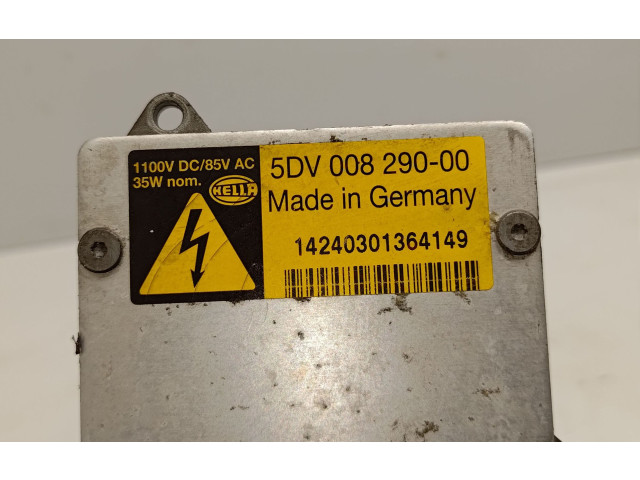 1100V DC/85V AC
35W nom.
HELLA
5DV 008 290-00
Made in Germany
14240301364149